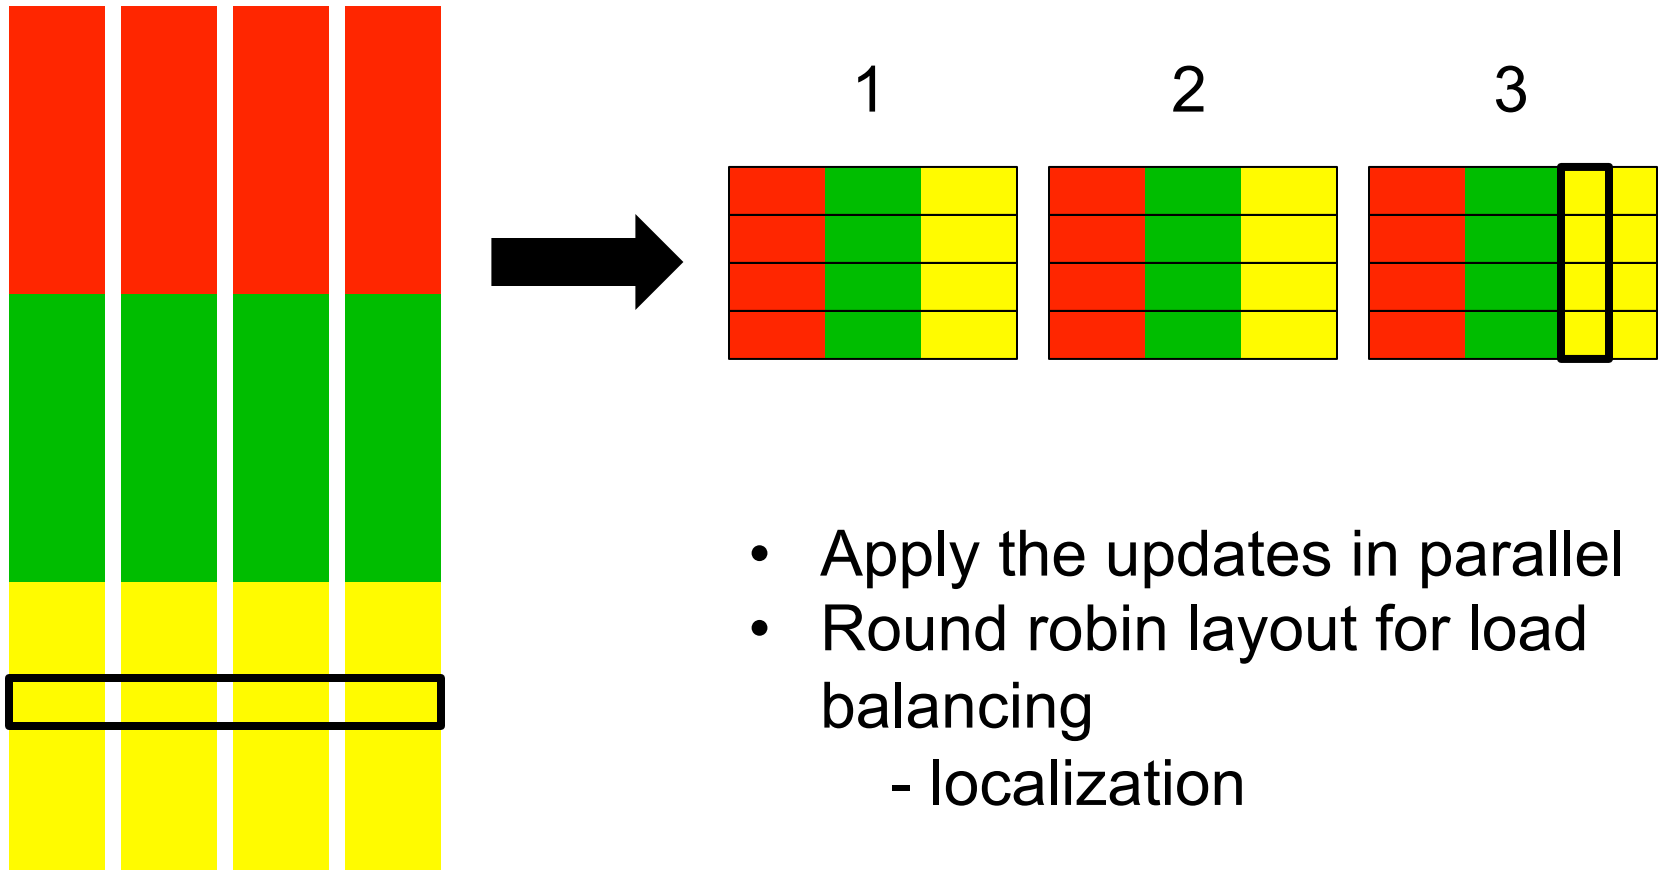 1 2 3
• Apply the updates in parallel
• Round robin layout for load
balancing
- localization